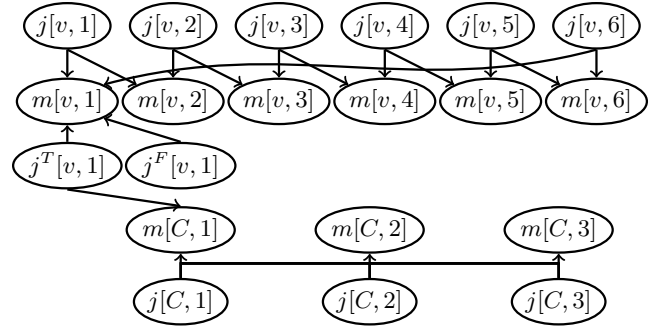 j[v, 1] j[v, 2] j[v, 3] j[v, 4] j[v, 5] j[v, 6]
m[v, 1] m[v, 2] m[v, 3] m[v, 4] m[v, 5] m[v, 6]
j^T[v, 1] j^F[v, 1]
m[C, 1] m[C, 2] m[C, 3]
j[C, 1] j[C, 2] j[C, 3]